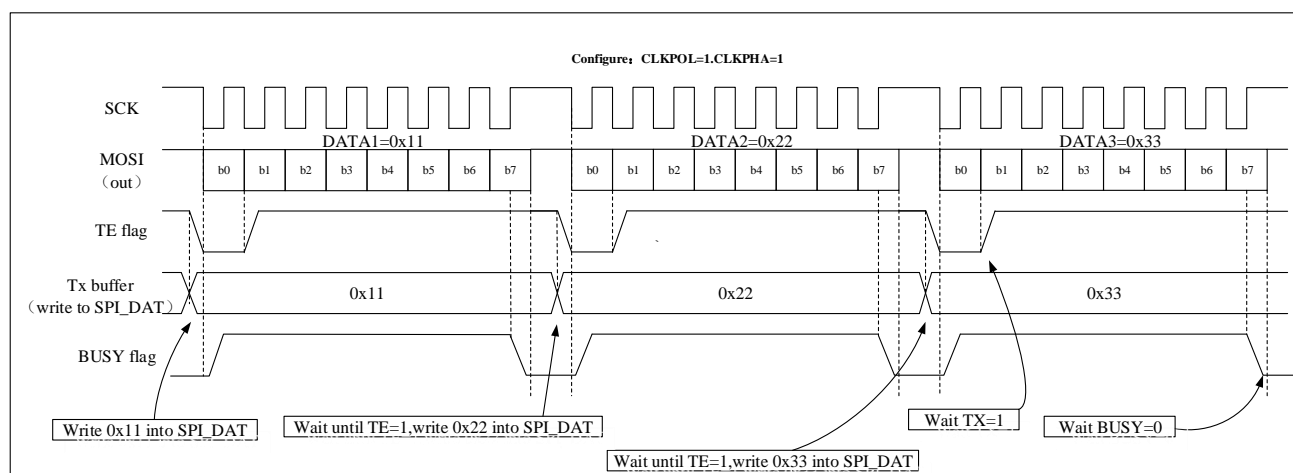 Configure：CLKPOL=1.CLKPHA=1
SCK
DATA1=0x11 DATA2=0x22 DATA3=0x33
MOSI
（out）
b0 b1 b2 b3 b4 b5 b6 b7 b0 b1 b2 b3 b4 b5 b6 b7 b0 b1 b2 b3 b4 b5 b6 b7
TE flag
Tx buffer
（write to SPI_DAT）
0x11 0x22 0x33
BUSY flag
Write 0x11 into SPI_DAT
Wait until TE=1,write 0x22 into SPI_DAT
Wait TX=1
Wait BUSY=0
Wait until TE=1,write 0x33 into SPI_DAT